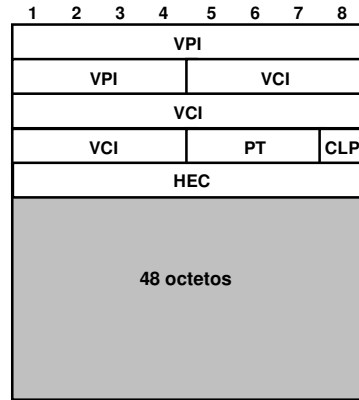 1 2 3 4 5 6 7 8
VPI
VPI VCI
VCI
VCI PT CLP
HEC
48 octetos